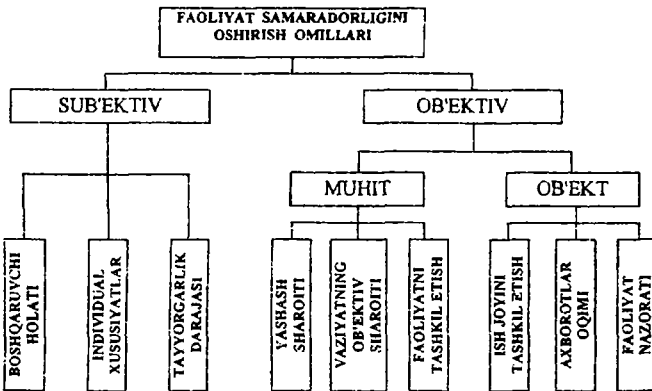 FAOLIYAT SAMARADORLIGINI
OSHIRISH OMILLARI
SUB'EKTIV
OB'EKTIV
MUHIT
OB'EKT
BOSHQARUVCHI
HOLATI
INDIVIDUAL
XUSUSIYATLAR
TAYYORGARLIK
DARAJASI
YASHASH
SHAROITI
VAZIYATNING
OB'EKTIV
SHAROITI
FAOLIYATNI
TASHKIL ETISH
ISH JOYINI
TASHKIL ETISH
AXBOROTLAR
OQIMI
FAOLIYAT
NAZORATI